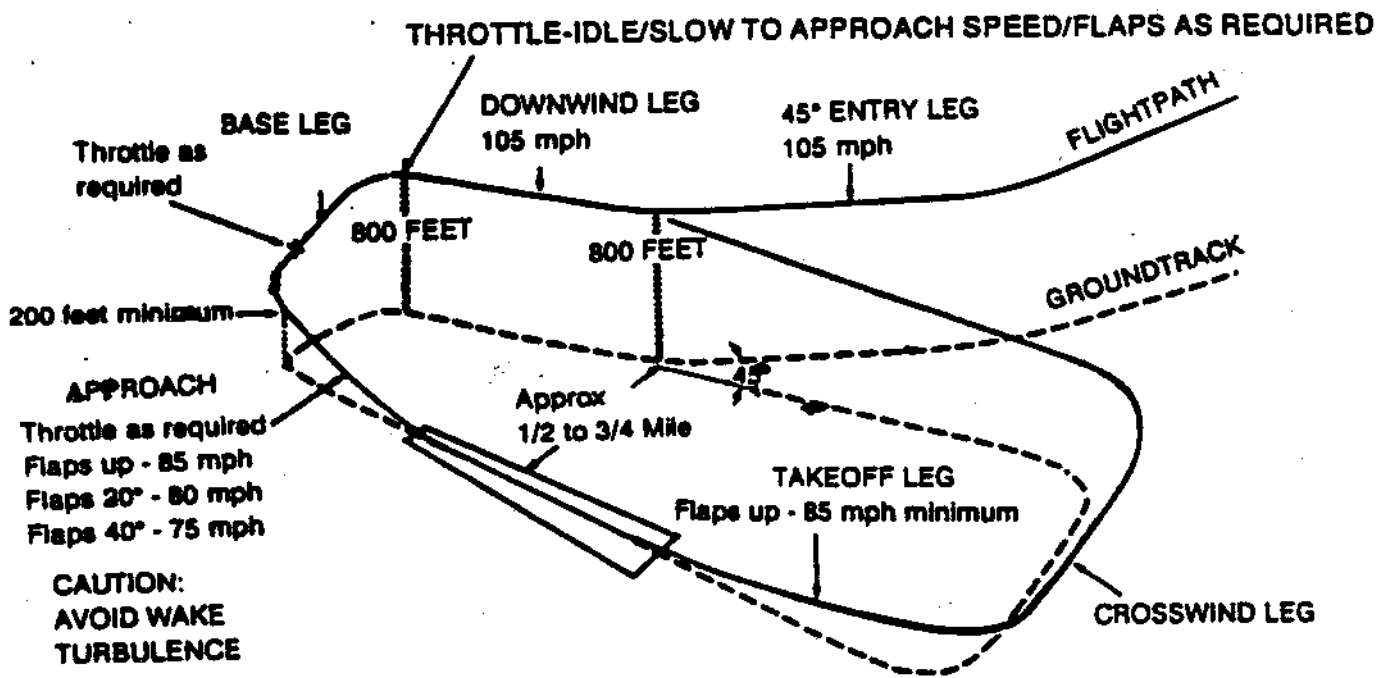 THROTTLE-IDLE/SLOW TO APPROACH SPEED/FLAPS AS REQUIRED
BASE LEG
DOWNWIND LEG
105 mph
45° ENTRY LEG
105 mph
FLIGHTPATH
Throttle as
required
800 FEET
800 FEET
GROUNDTRACK
200 feet minimum
45°
APPROACH
Throttle as required
Flaps up - 85 mph
Flaps 20° - 80 mph
Flaps 40° - 75 mph
Approx
1/2 to 3/4 Mile
TAKEOFF LEG
Flaps up - 85 mph minimum
CAUTION:
AVOID WAKE
TURBULENCE
CROSSWIND LEG